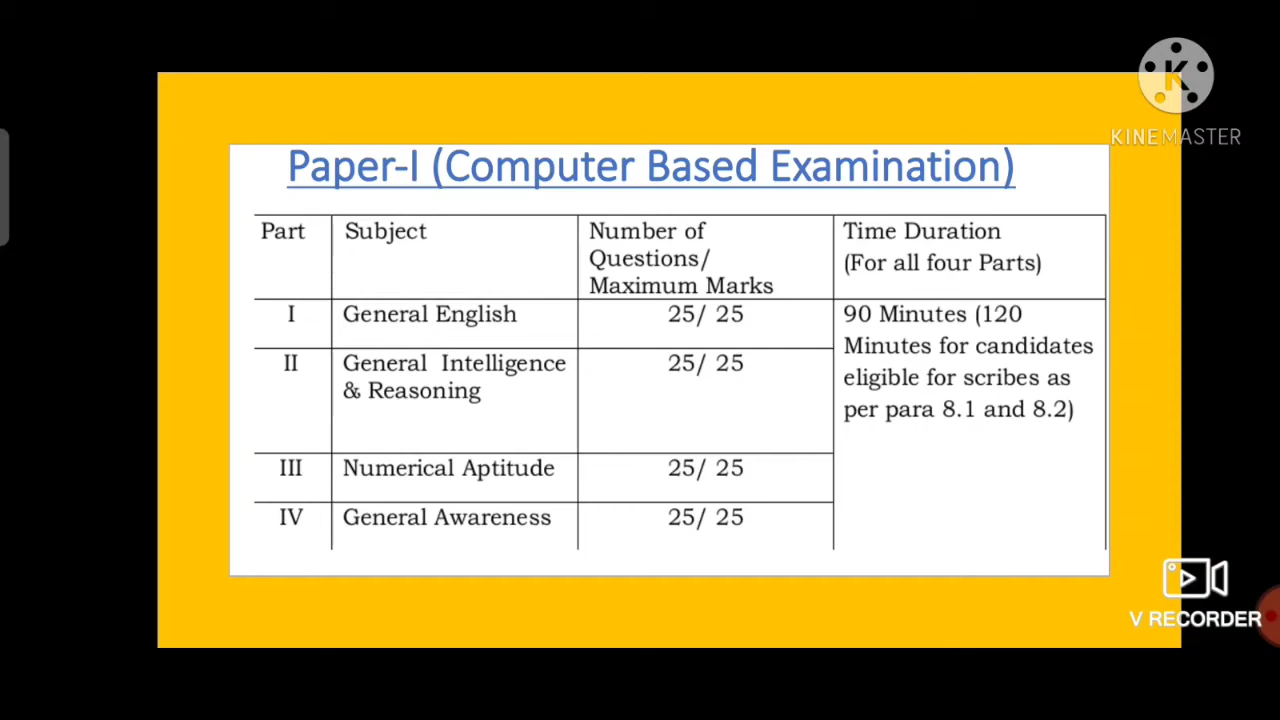 KINEMASTER
Paper-I (Computer Based Examination)
Part Subject Number of Questions/ Maximum Marks Time Duration (For all four Parts)
I General English 25/ 25 90 Minutes (120
Minutes for candidates
eligible for scribes as
per para 8.1 and 8.2)
II General Intelligence & Reasoning 25/ 25
III Numerical Aptitude 25/ 25
IV General Awareness 25/ 25
V RECORDER